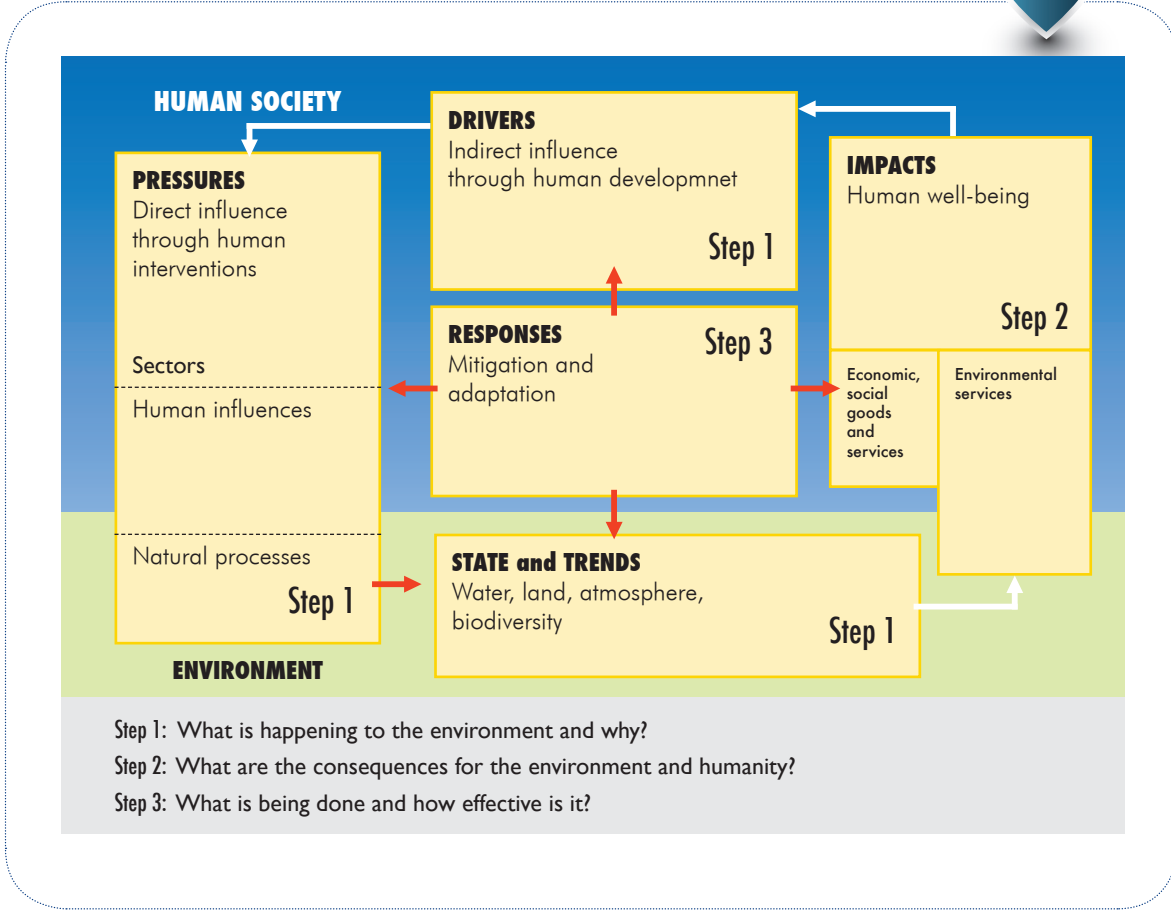 HUMAN SOCIETY
PRESSURES
Direct influence
through human
interventions
Sectors
Human influences
Natural processes
Step 1
ENVIRONMENT
DRIVERS
Indirect influence
through human developmnet
Step 1
RESPONSES
Step 3
Mitigation and
adaptation
STATE and TRENDS
Water, land, atmosphere,
biodiversity
Step 1
IMPACTS
Human well-being
Step 2
Economic,
social
goods
and
services
Environmental
services
Step 1: What is happening to the environment and why?
Step 2: What are the consequences for the environment and humanity?
Step 3: What is being done and how effective is it?